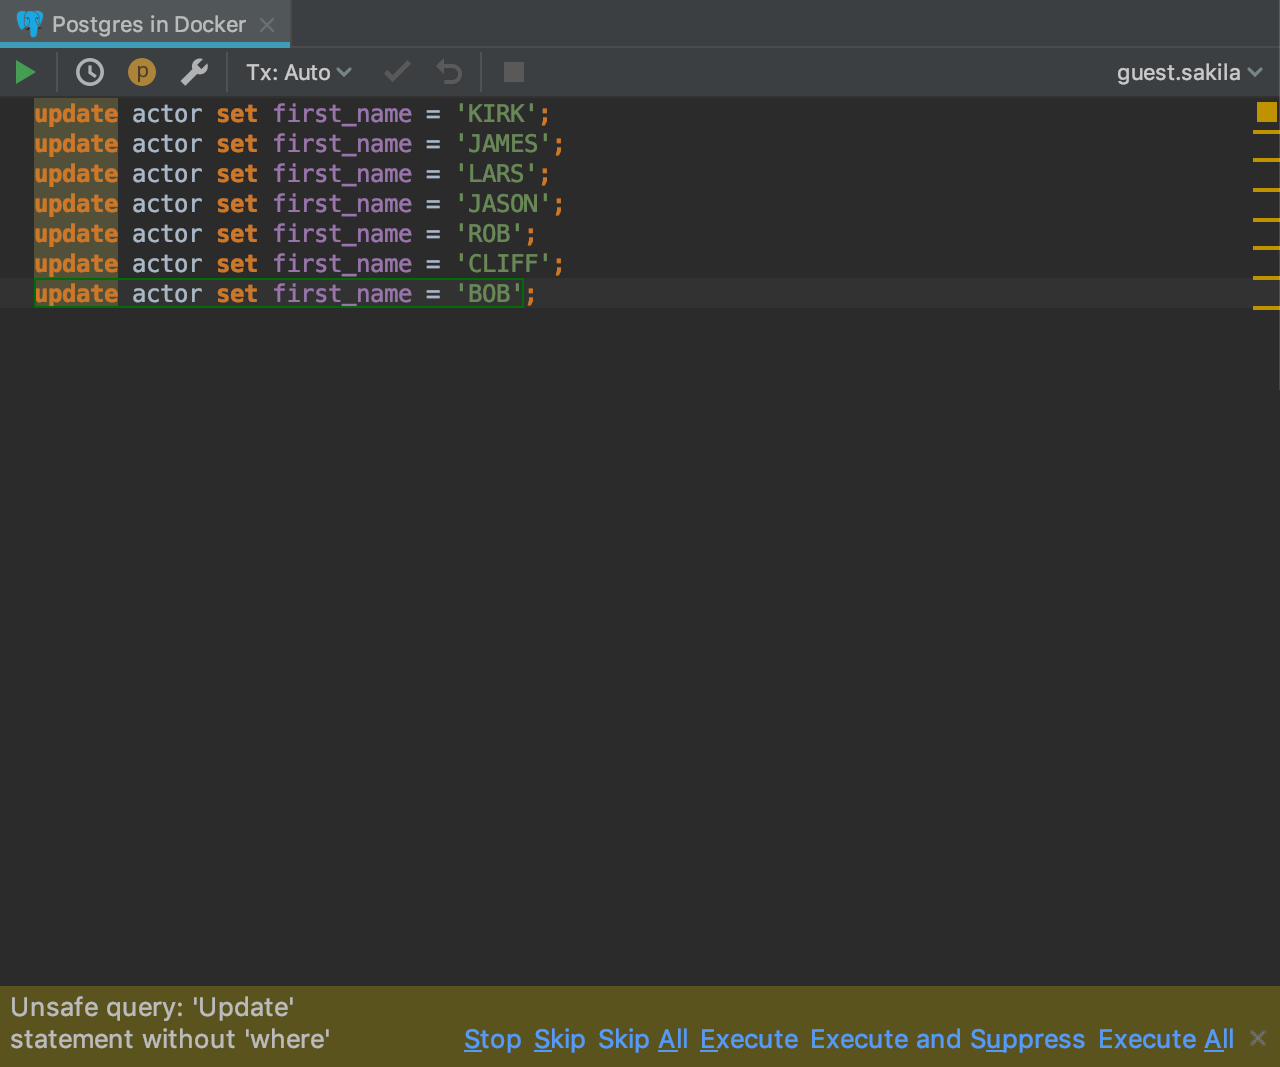 Postgres in Docker
p Tx: Auto guest.sakila
update actor set first_name = 'KIRK';
update actor set first_name = 'JAMES';
update actor set first_name = 'LARS';
update actor set first_name = 'JASON';
update actor set first_name = 'ROB';
update actor set first_name = 'CLIFF';
update actor set first_name = 'BOB';
Unsafe query: 'Update'
statement without 'where' Stop Skip Skip All Execute Execute and Suppress Execute All